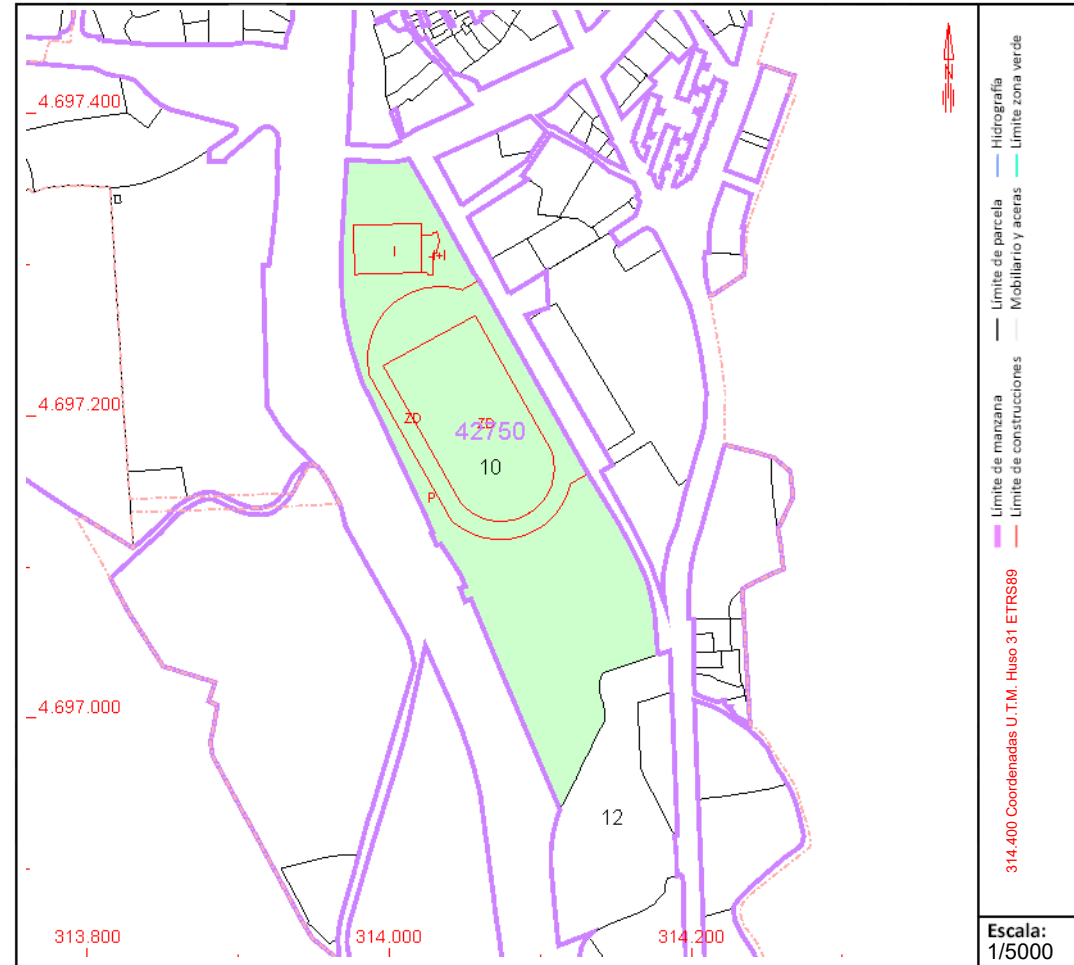 4.697.400
4.697.200
4.697.000
313.800
314.000
314.200
I
-I+I
ZD
ZD
42750
10
P
12
N
Hidrografía
Límite zona verde
Límite de parcela
Mobiliario y aceras
Límite de manzana
Límite de construcciones
314.400 Coordenadas U.T.M. Huso 31 ETRS89
Escala:
1/5000